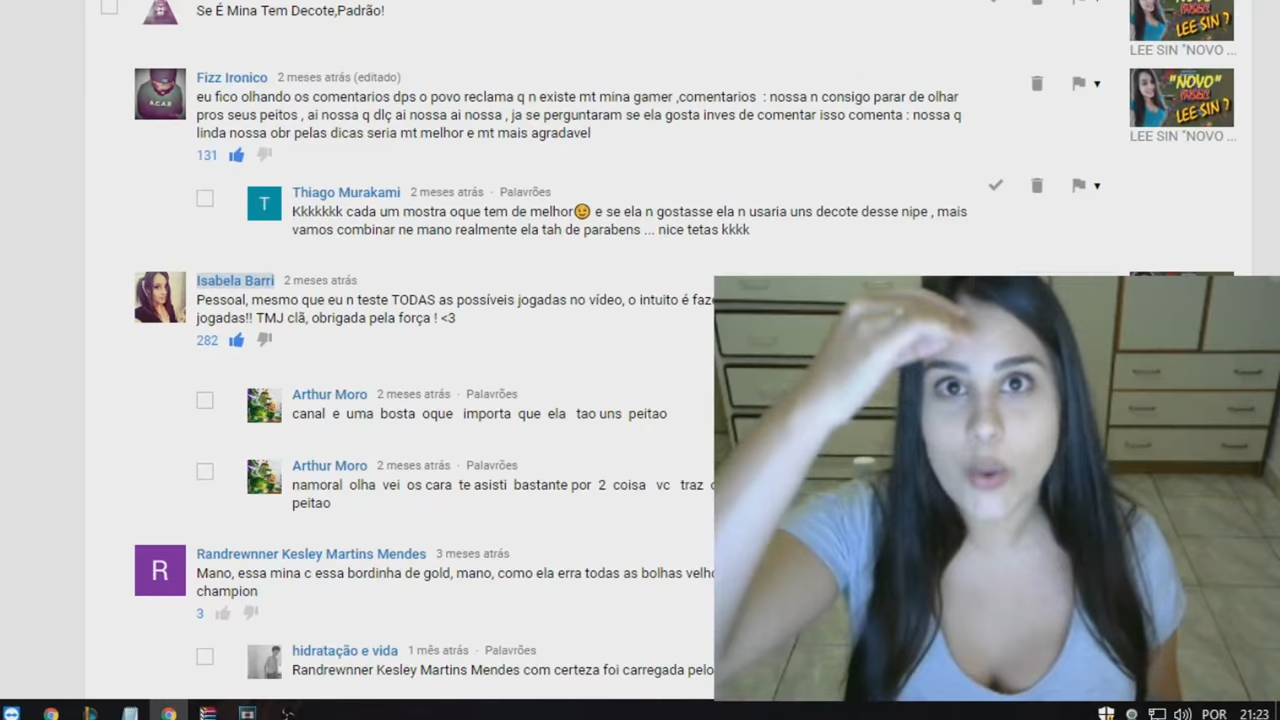 Se É Mina Tem Decote,Padrão!
LEE SIN ?
LEE SIN "NOVO ...
Fizz Ironico 2 meses atrás (editado)
eu fico olhando os comentarios dps o povo reclama q n existe mt mina gamer ,comentarios : nossa n consigo parar de olhar
pros seus peitos , ai nossa q dlç ai nossa ai nossa , ja se perguntaram se ela gosta inves de comentar isso comenta : nossa q
linda nossa obr pelas dicas seria mt melhor e mt mais agradavel
131
A.C.A.B
"NOVO"
LEE SIN ?
LEE SIN "NOVO ...
T
Thiago Murakami 2 meses atrás · Palavrões
Kkkkkkk cada um mostra oque tem de melhor😉 e se ela n gostasse ela n usaria uns decote desse nipe , mais
vamos combinar ne mano realmente ela tah de parabens ... nice tetas kkkk
Isabela Barri 2 meses atrás
Pessoal, mesmo que eu n teste TODAS as possíveis jogadas no vídeo, o intuito é faze
jogadas!! TMJ clã, obrigada pela força ! <3
282
Arthur Moro 2 meses atrás · Palavrões
canal e uma bosta oque importa que ela tao uns peitao
Arthur Moro 2 meses atrás · Palavrões
namoral olha vei os cara te asisti bastante por 2 coisa vc traz
peitao
R
Randrewnner Kesley Martins Mendes 3 meses atrás
Mano, essa mina c essa bordinha de gold, mano, como ela erra todas as bolhas velho
champion
3
hidratação e vida 1 mês atrás · Palavrões
Randrewnner Kesley Martins Mendes com certeza foi carregada pelo
POR 21:23